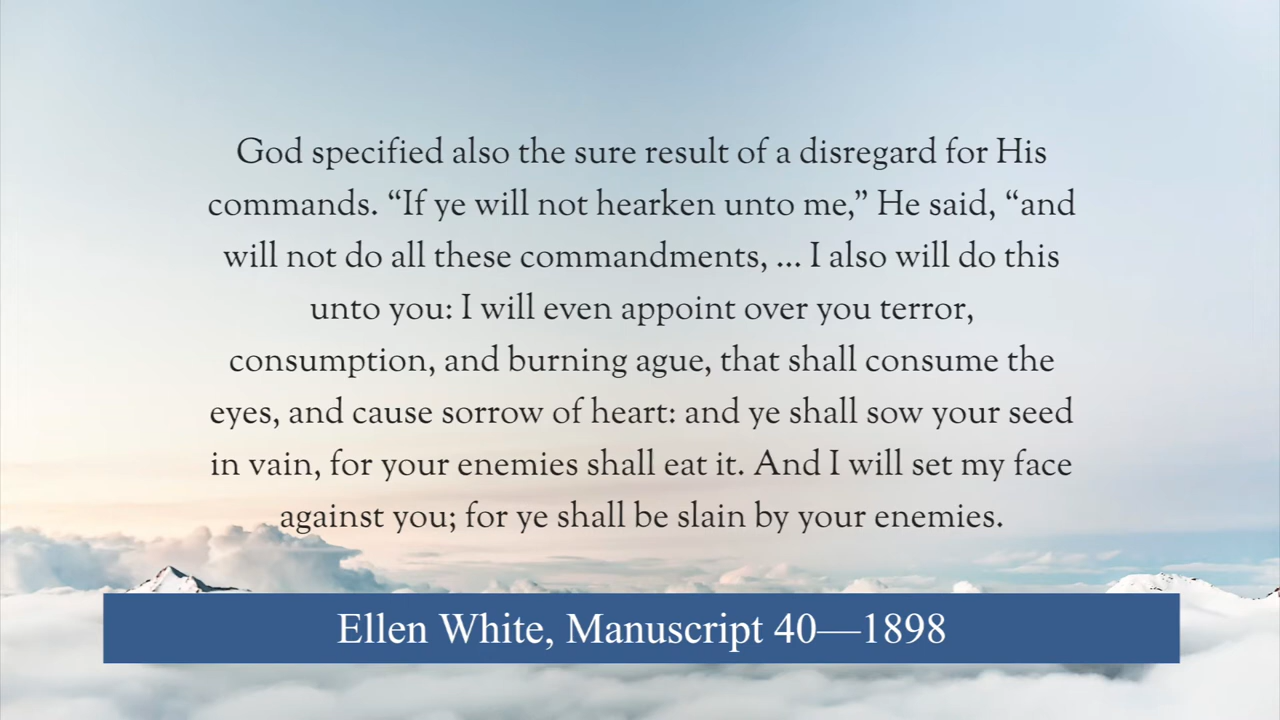 God specified also the sure result of a disregard for His
commands. “If ye will not hearken unto me,” He said, “and
will not do all these commandments, ... I also will do this
unto you: I will even appoint over you terror,
consumption, and burning ague, that shall consume the
eyes, and cause sorrow of heart: and ye shall sow your seed
in vain, for your enemies shall eat it. And I will set my face
against you; for ye shall be slain by your enemies.
Ellen White, Manuscript 40—1898